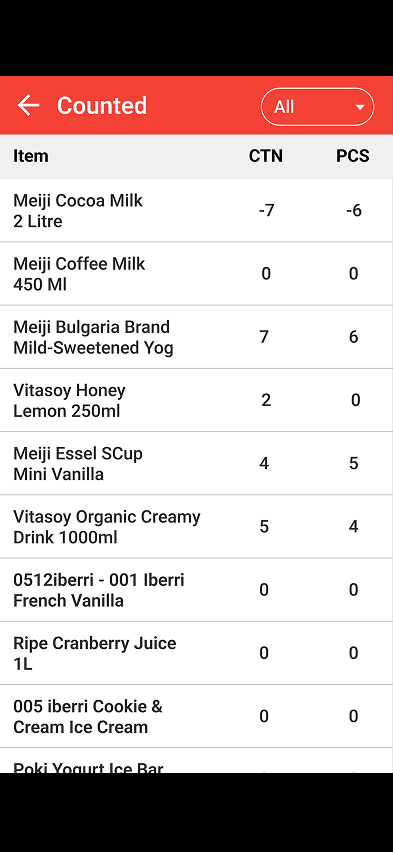 Counted
All
Item CTN PCS
Meiji Cocoa Milk
2 Litre
-7 -6
Meiji Coffee Milk
450 Ml
0 0
Meiji Bulgaria Brand
Mild-Sweetened Yog
7 6
Vitasoy Honey
Lemon 250ml
2 0
Meiji Essel SCup
Mini Vanilla
4 5
Vitasoy Organic Creamy
Drink 1000ml
5 4
0512iberri - 001 Iberri
French Vanilla
0 0
Ripe Cranberry Juice
1L
0 0
005 iberri Cookie &
Cream Ice Cream
0 0
Poki Yogurt Ice Bar